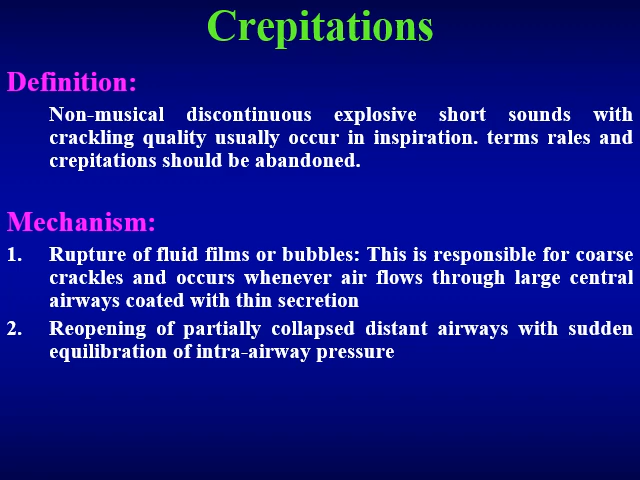 Crepitations
Definition:
Non-musical discontinuous explosive short sounds with
crackling quality usually occur in inspiration. terms rales and
crepitations should be abandoned.
Mechanism:
1. Rupture of fluid films or bubbles: This is responsible for coarse
crackles and occurs whenever air flows through large central
airways coated with thin secretion
2. Reopening of partially collapsed distant airways with sudden
equilibration of intra-airway pressure